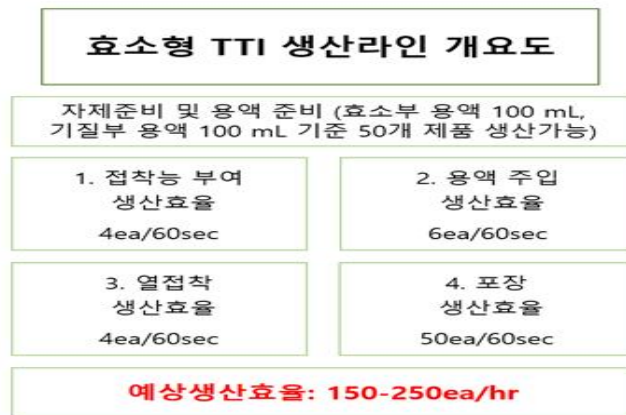 효소형 TTI 생산라인 개요도
자제준비 및 용액 준비 (효소부 용액 100 mL,
기질부 용액 100 mL 기준 50개 제품 생산가능)
1. 접착능 부여
생산효율
4ea/60sec
2. 용액 주입
생산효율
6ea/60sec
3. 열접착
생산효율
4ea/60sec
4. 포장
생산효율
50ea/60sec
예상생산효율: 150-250ea/hr